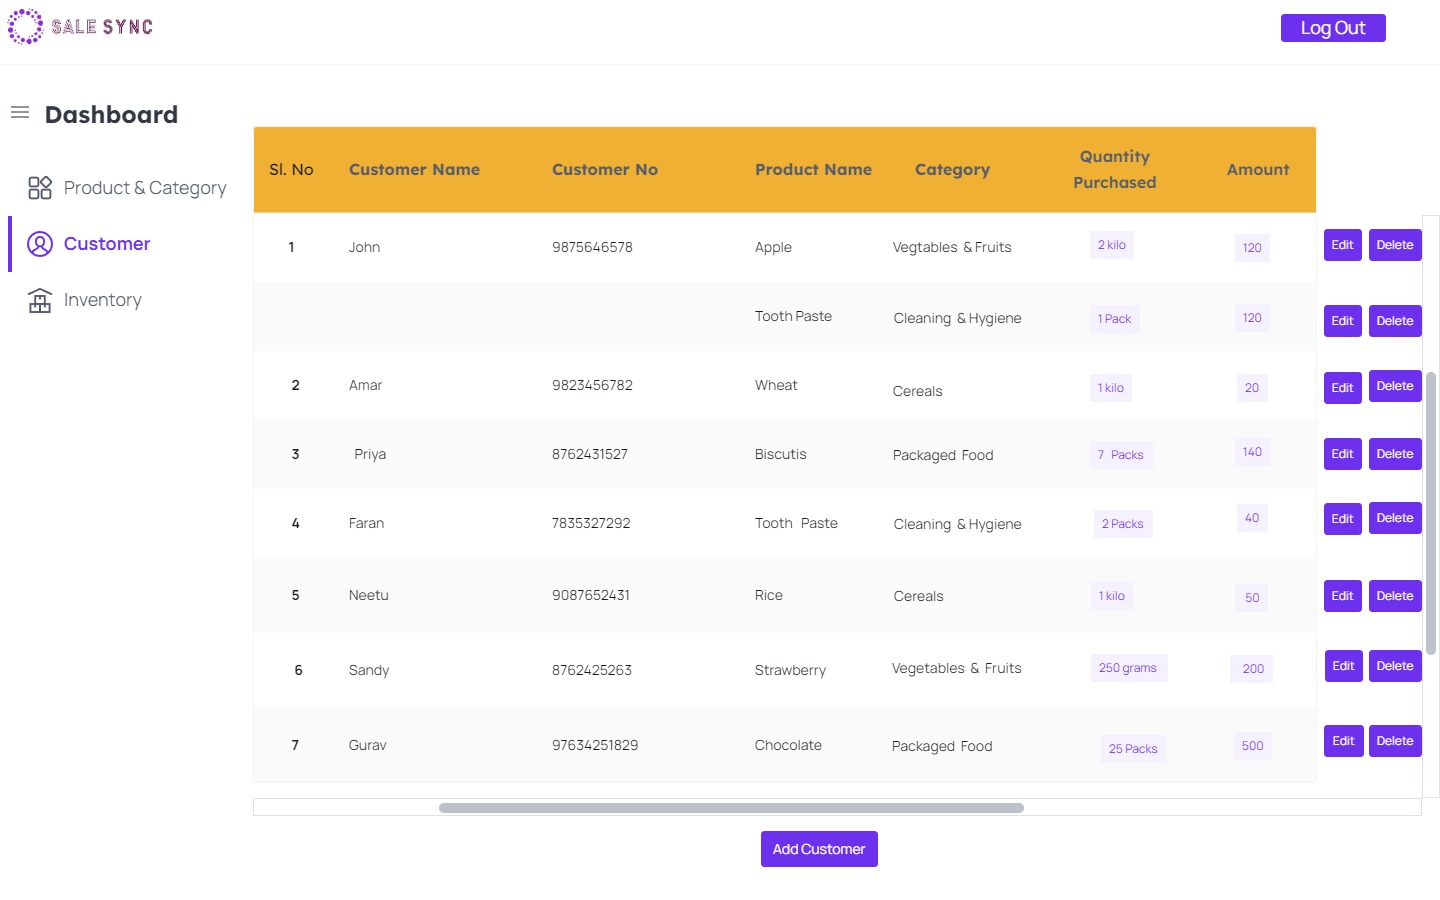 SALE SYNC
Log Out
Dashboard
Product & Category
Customer
Inventory
Sl. No Customer Name Customer No Product Name Category Quantity Purchased Amount
1 John 9875646578 Apple Vegtables & Fruits 2 kilo 120 Edit Delete
Tooth Paste Cleaning & Hygiene 1 Pack 120 Edit Delete
2 Amar 9823456782 Wheat Cereals 1 kilo 20 Edit Delete
3 Priya 8762431527 Biscutis Packaged Food 7 Packs 140 Edit Delete
4 Faran 7835327292 Tooth Paste Cleaning & Hygiene 2 Packs 40 Edit Delete
5 Neetu 9087652431 Rice Cereals 1 kilo 50 Edit Delete
6 Sandy 8762425263 Strawberry Vegetables & Fruits 250 grams 200 Edit Delete
7 Gurav 97634251829 Chocolate Packaged Food 25 Packs 500 Edit Delete
Add Customer